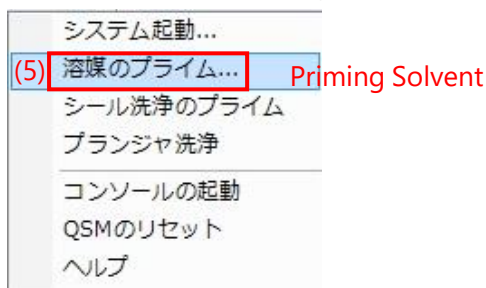 システム起動...
(5) 溶媒のプライム... Priming Solvent
シール洗浄のプライム
プランジャ洗浄
コンソールの起動
QSMのリセット
ヘルプ